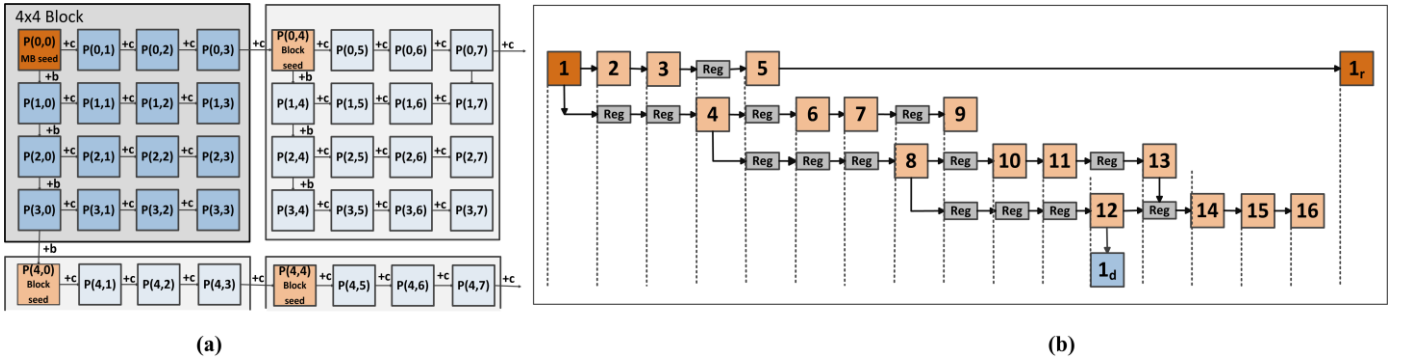 4x4 Block
P(0,0) MB seed +c P(0,1) +c P(0,2) +c P(0,3) +c P(0,4) Block seed +c P(0,5) +c P(0,6) +c P(0,7) +c
+b +b
P(1,0) +c P(1,1) +c P(1,2) +c P(1,3) P(1,4) +c P(1,5) +c P(1,6) +c P(1,7)
+b +b
P(2,0) +c P(2,1) +c P(2,2) +c P(2,3) P(2,4) +c P(2,5) +c P(2,6) +c P(2,7)
+b +b
P(3,0) +c P(3,1) +c P(3,2) +c P(3,3) P(3,4) +c P(3,5) +c P(3,6) +c P(3,7)
+b
P(4,0) Block seed +c P(4,1) +c P(4,2) +c P(4,3) +c P(4,4) Block seed +c P(4,5) +c P(4,6) +c P(4,7) +c
(a)
1 2 3 Reg 5 1r
Reg Reg 4 Reg 6 7 Reg 9
Reg Reg Reg 8 Reg 10 11 Reg 13
Reg Reg Reg 12 Reg 14 15 16
1d
(b)